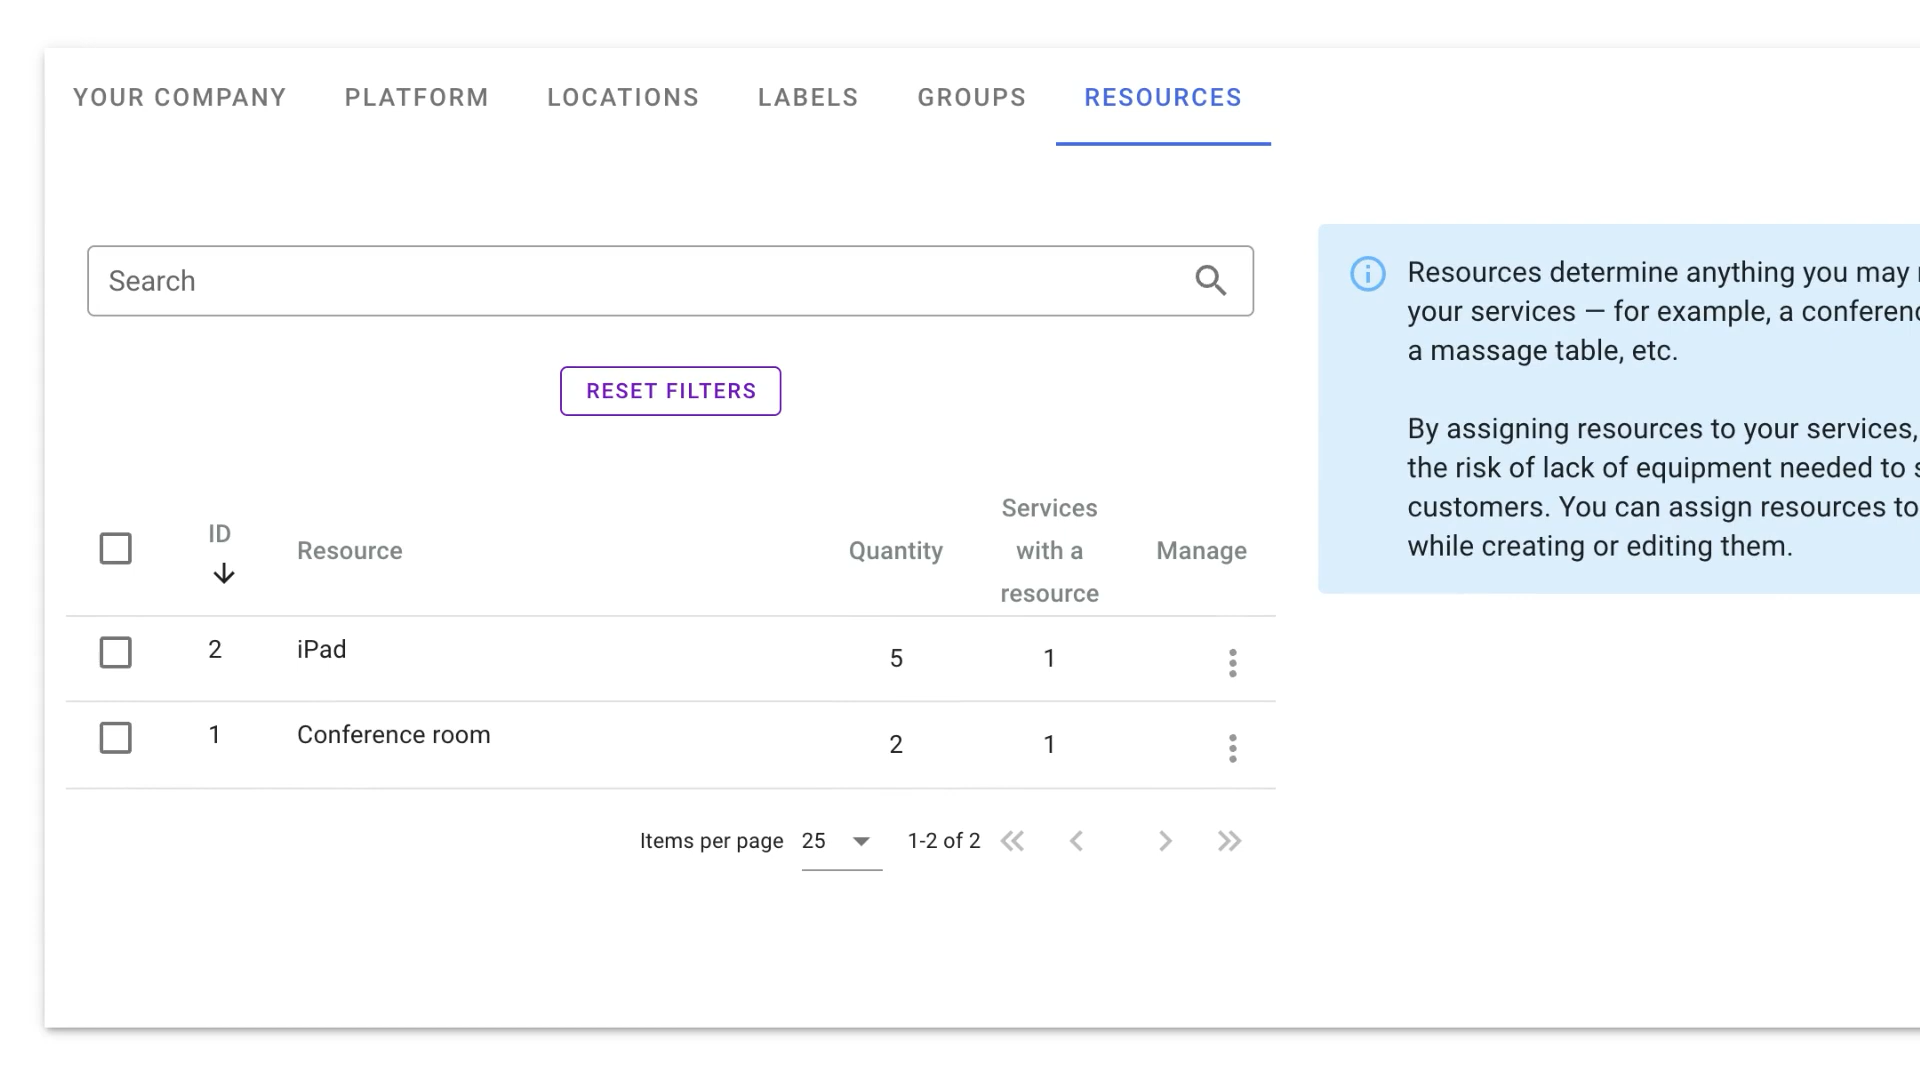 YOUR COMPANY PLATFORM LOCATIONS LABELS GROUPS RESOURCES
Search
RESET FILTERS
ID Resource Quantity Services with a resource Manage
2 iPad 5 1
1 Conference room 2 1
Items per page 25 1-2 of 2
Resources determine anything you may
your services — for example, a
a massage table, etc.
By assigning resources to your services,
the risk of lack of equipment needed to
customers. You can assign resources to
while creating or editing them.